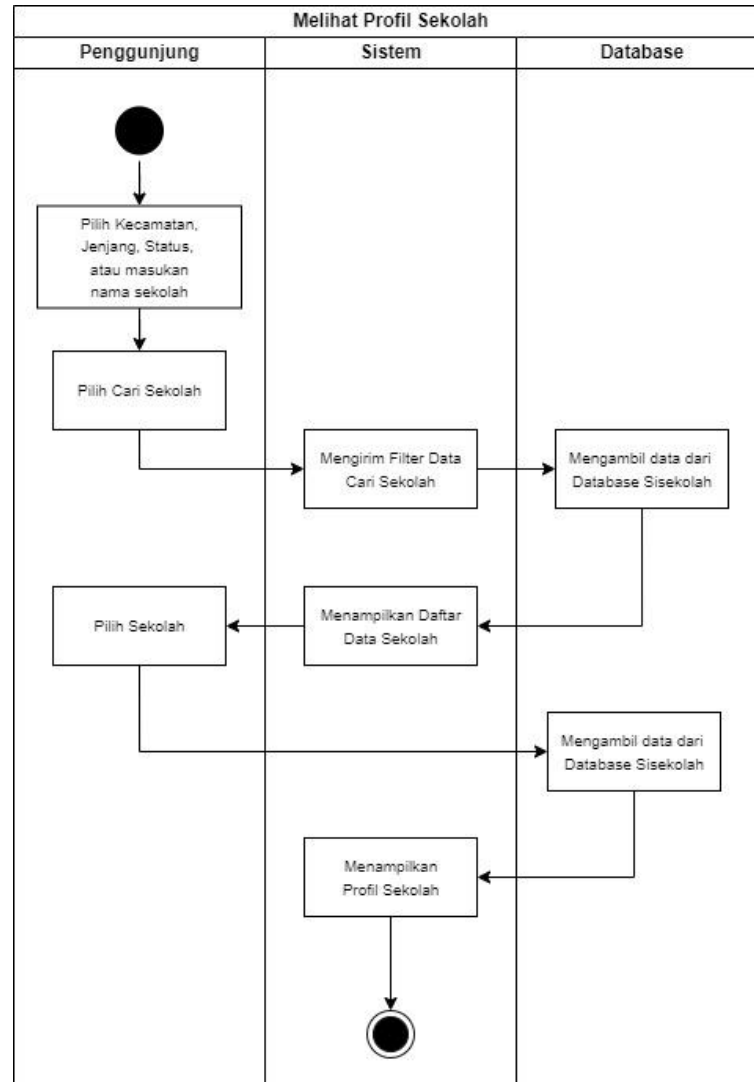 Melihat Profil Sekolah
Penggunjung
Sistem
Database
Pilih Kecamatan,
Jenjang, Status,
atau masukan
nama sekolah
Pilih Cari Sekolah
Mengirim Filter Data
Cari Sekolah
Mengambil data dari
Database Sisekolah
Menampilkan Daftar
Data Sekolah
Pilih Sekolah
Mengambil data dari
Database Sisekolah
Menampilkan
Profil Sekolah